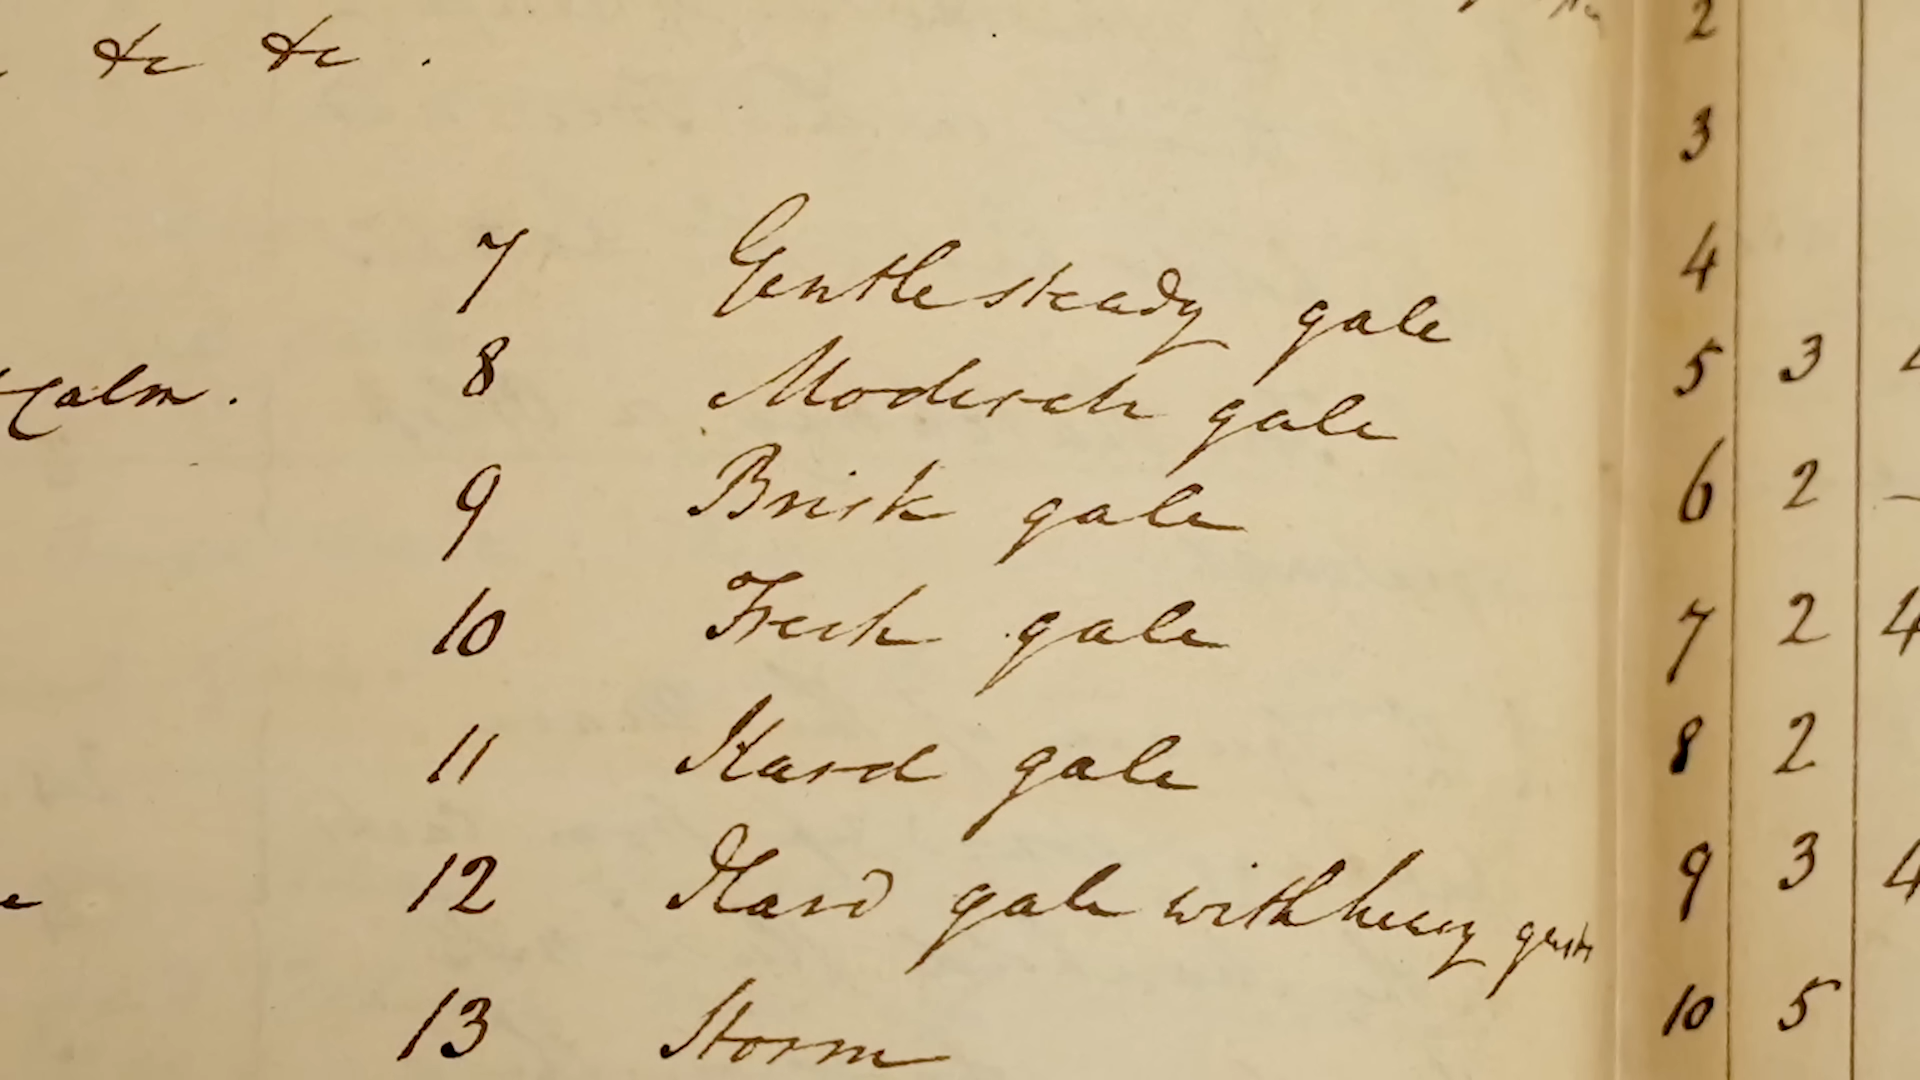 &c &c .
7 Gentle steady gale
Calm .
8 Moderate gale
9 Brisk gale
10 Fresh gale
11 Hard gale
12 Hard gale with heavy gusts
13 Storm
2
3
4
5 3
6 2
7 2 4
8 2
9 3 4
10 5